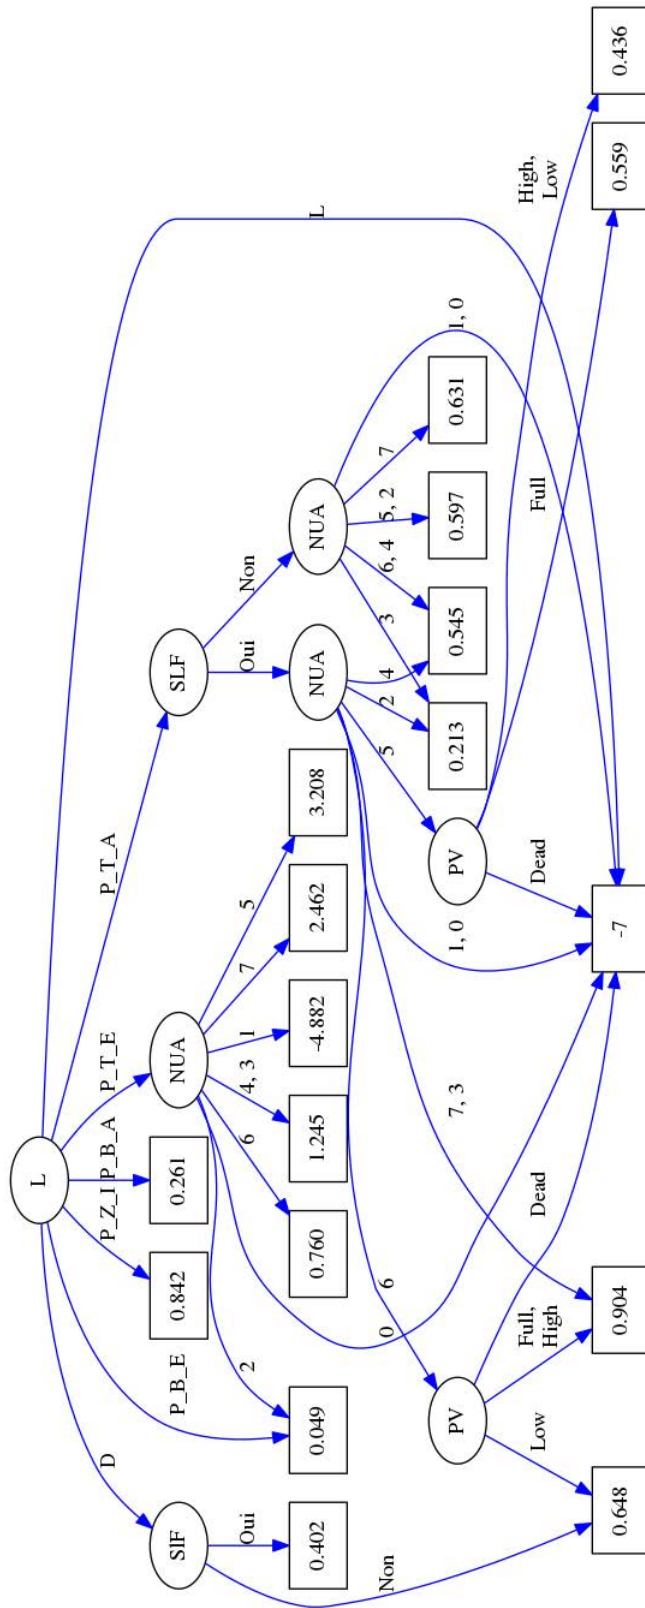 L
D
P_B_E
P_Z_I
P_B_A
P_T_E
P_T_A
L
SIF
0.842
0.261
NUA
SLF
Non
Oui
2
0
6
4, 3
1
7
5
Oui
Non
0.402
0.049
0.760
1.245
-4.882
2.462
3.208
NUA
NUA
6
7, 3
1, 0
5
2
4
3
6, 4
5, 2
7
1, 0
PV
PV
0.213
0.545
0.597
0.631
Low
Full,
High
Dead
Dead
Full
High,
Low
0.648
0.904
-7
0.559
0.436